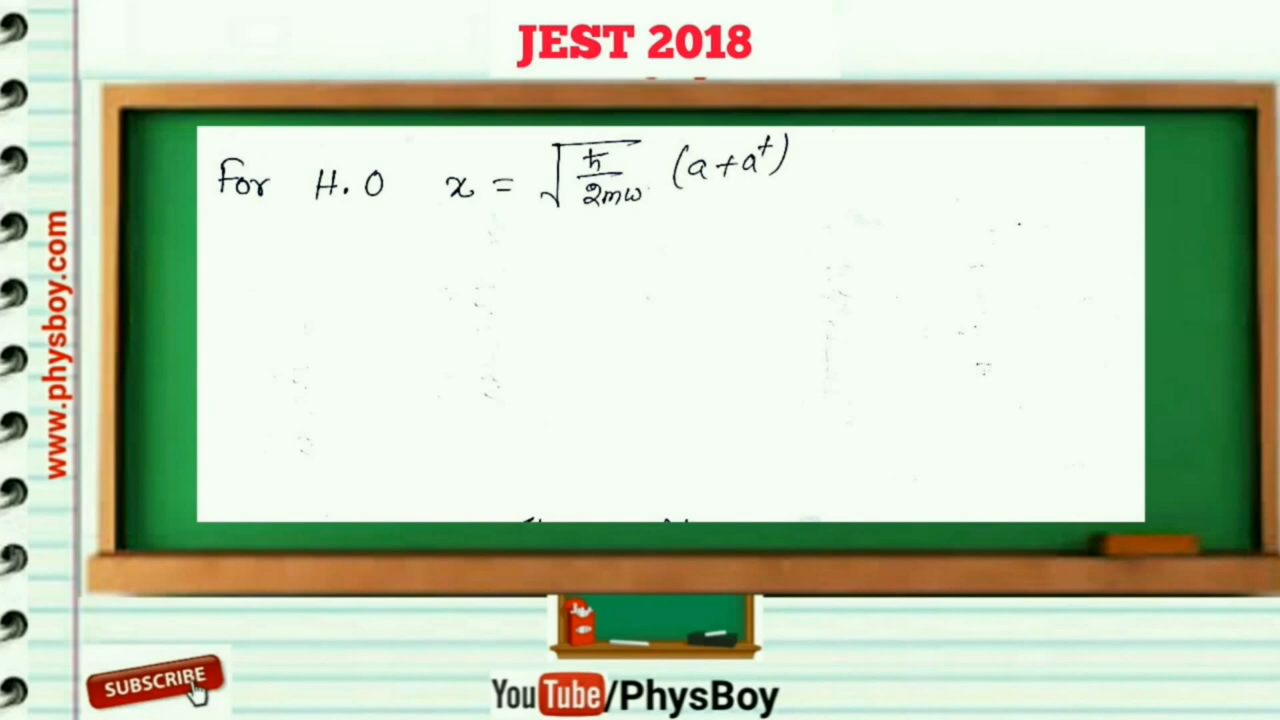 JEST 2018
For H.O x = √(ħ/2mω) (a+a†)
www.physboy.com
SUBSCRIBE
YouTube/PhysBoy